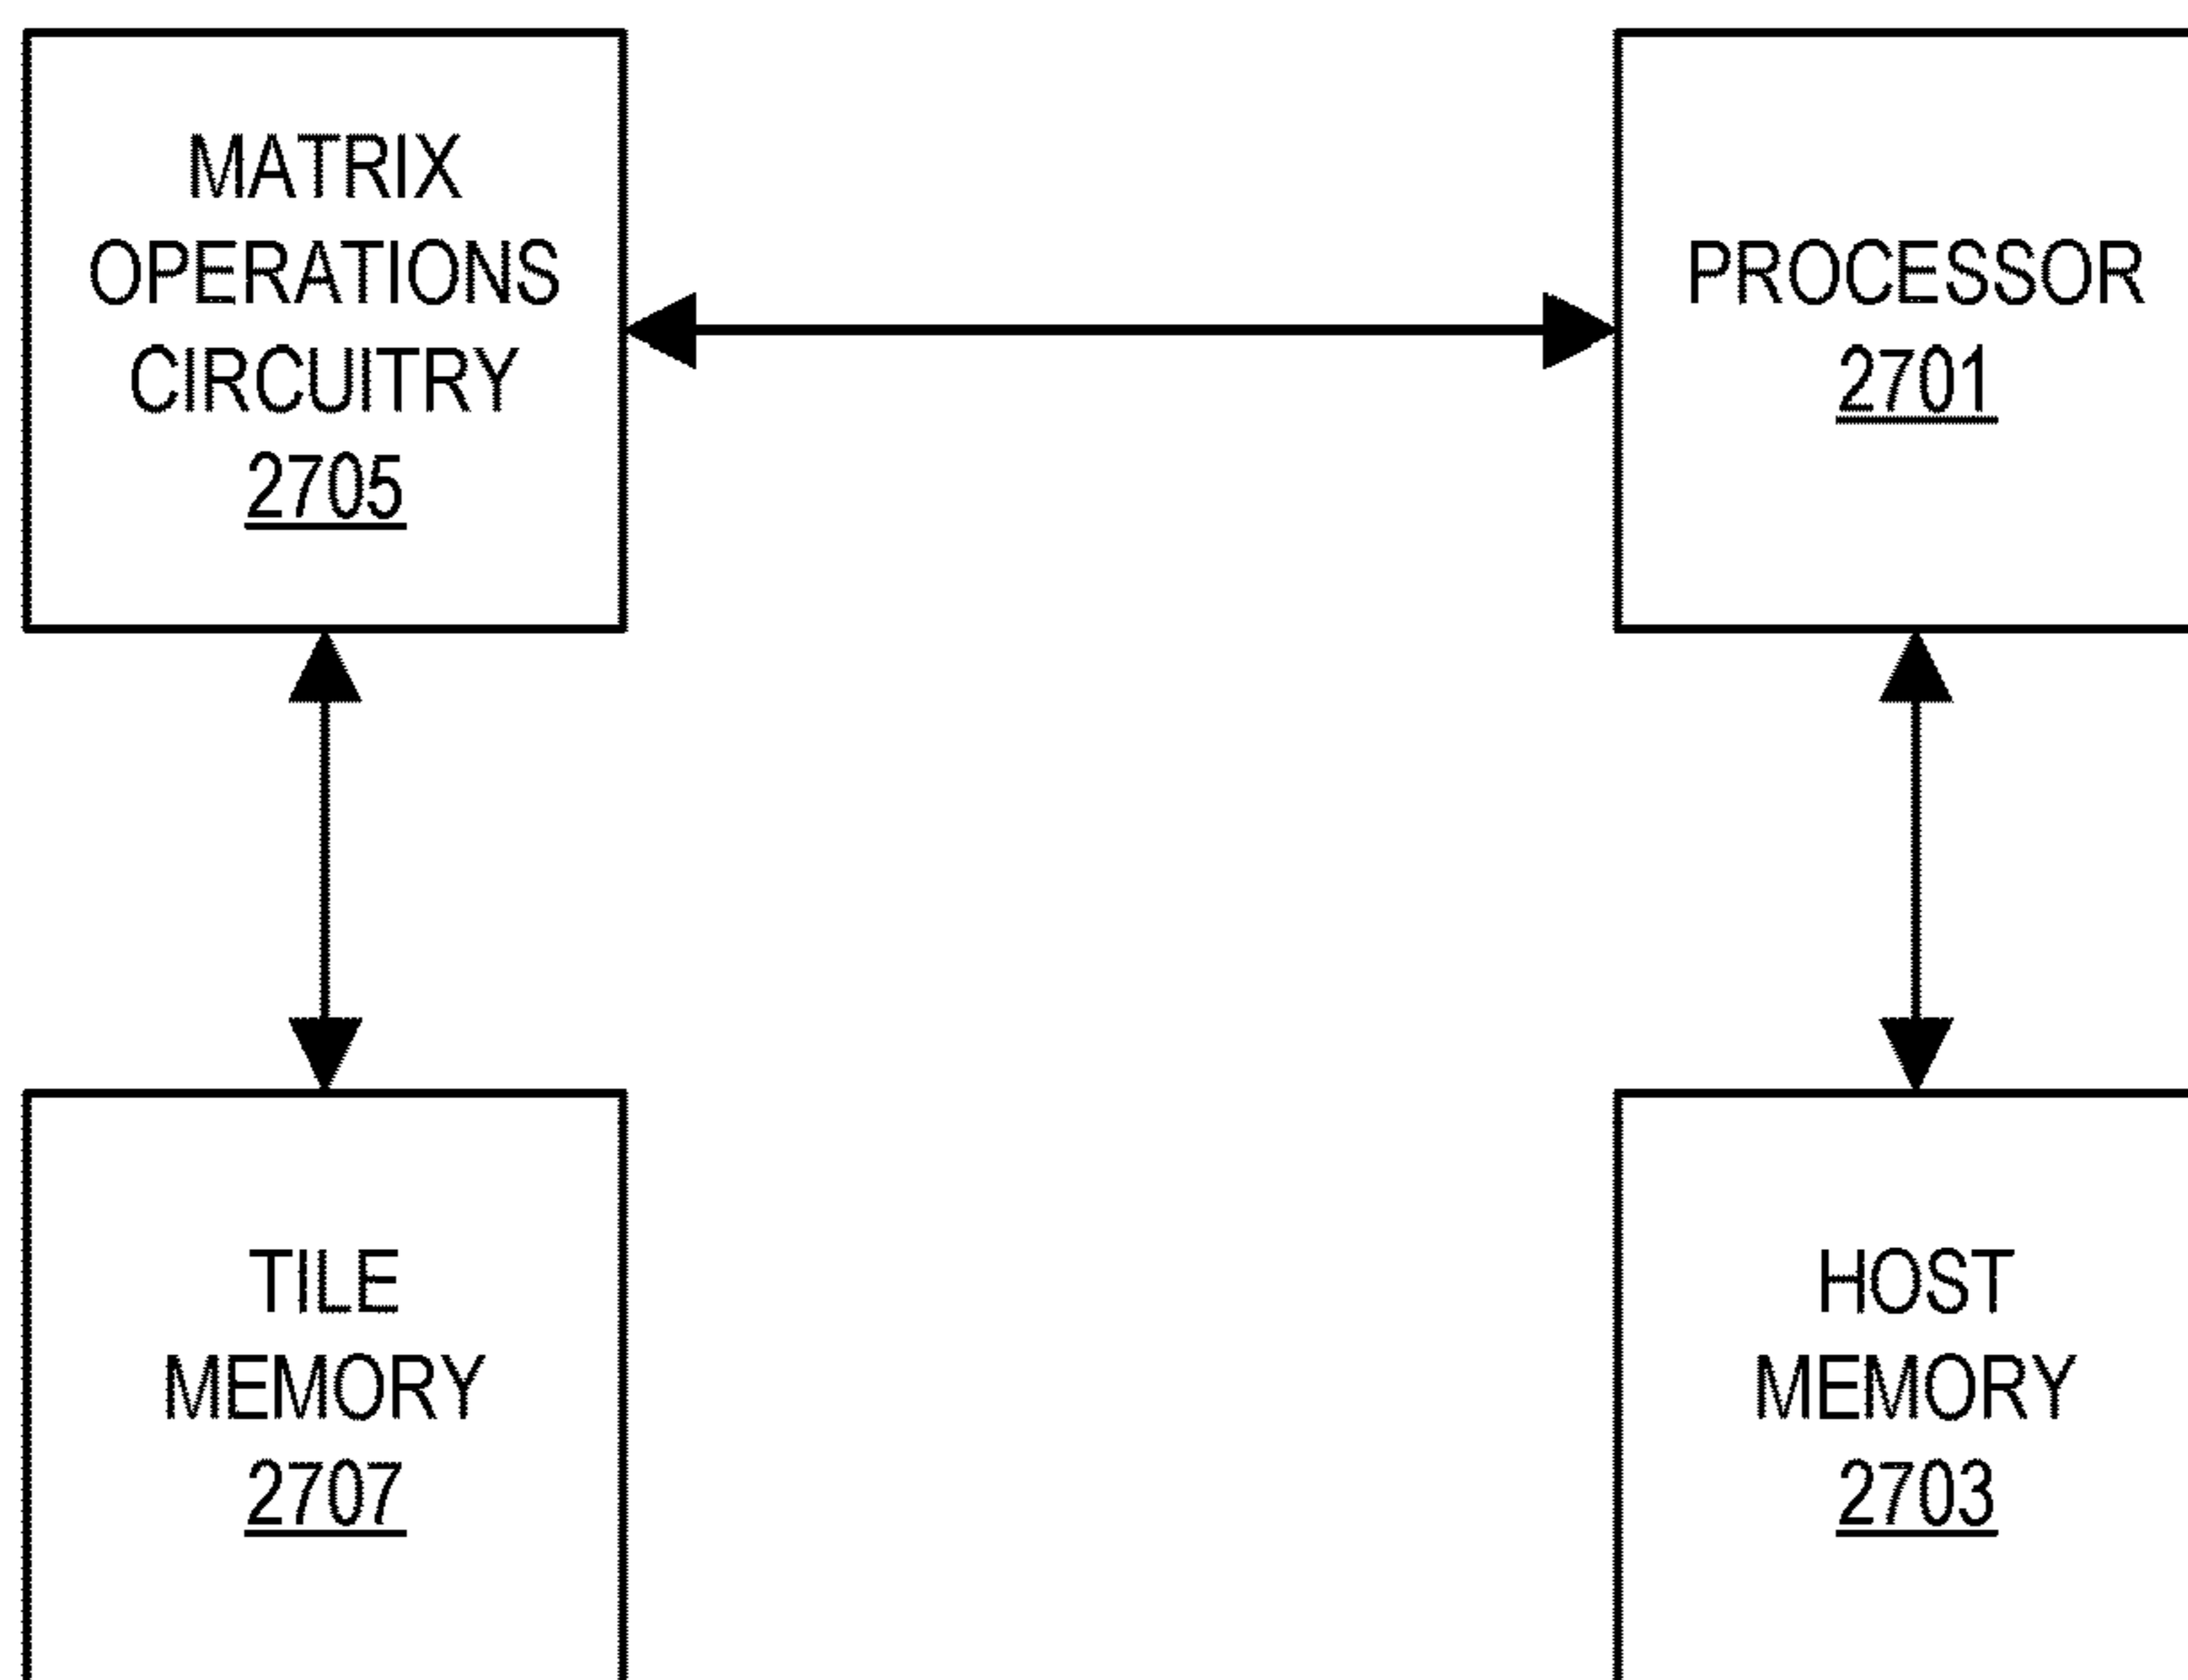 MATRIX
OPERATIONS
CIRCUITRY
2705
PROCESSOR
2701
TILE
MEMORY
2707
HOST
MEMORY
2703